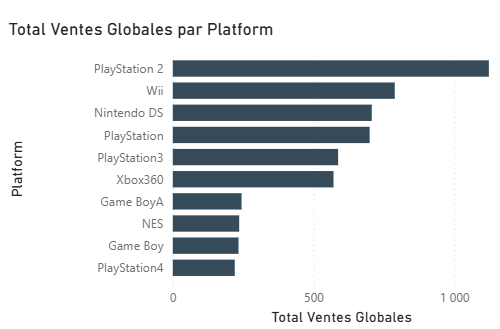 Total Ventes Globales par Platform
PlayStation 2
Wii
Nintendo DS
PlayStation
PlayStation3
Xbox360
Game BoyA
NES
Game Boy
PlayStation4
Platform
0
500
1 000
Total Ventes Globales